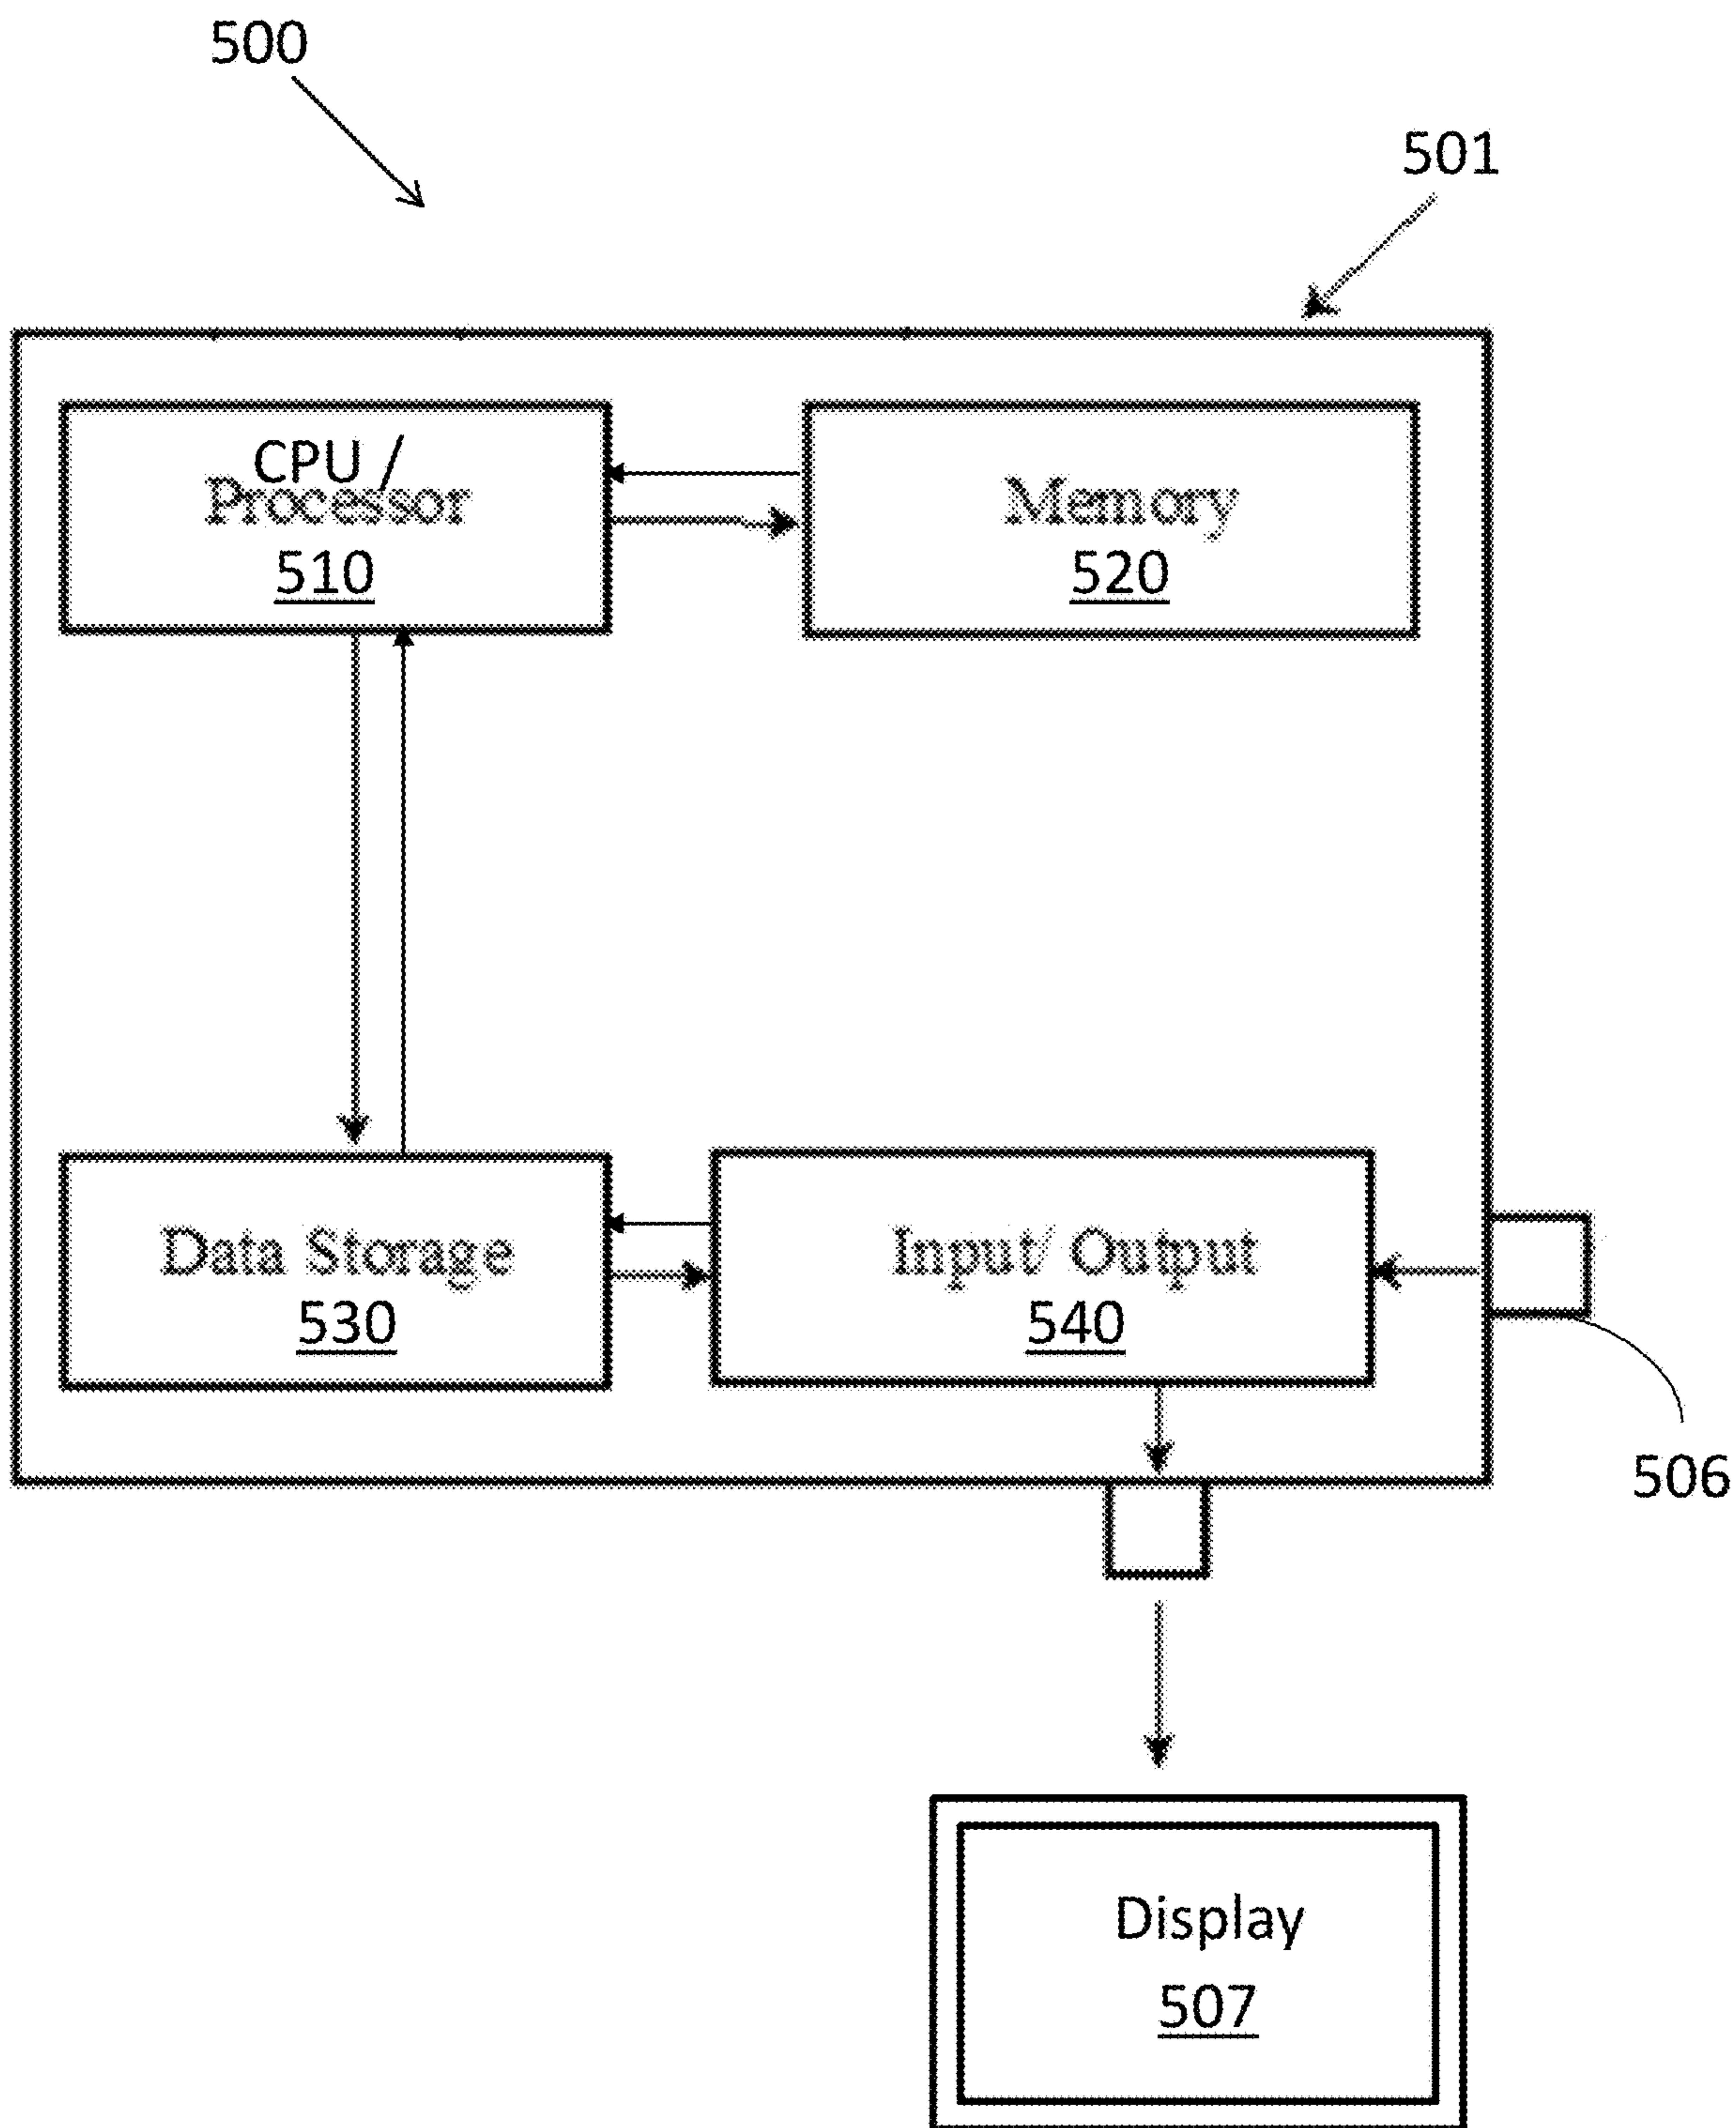 500
501
CPU /
Processor
510
Memory
520
Data Storage
530
Input/ Output
540
506
Display
507